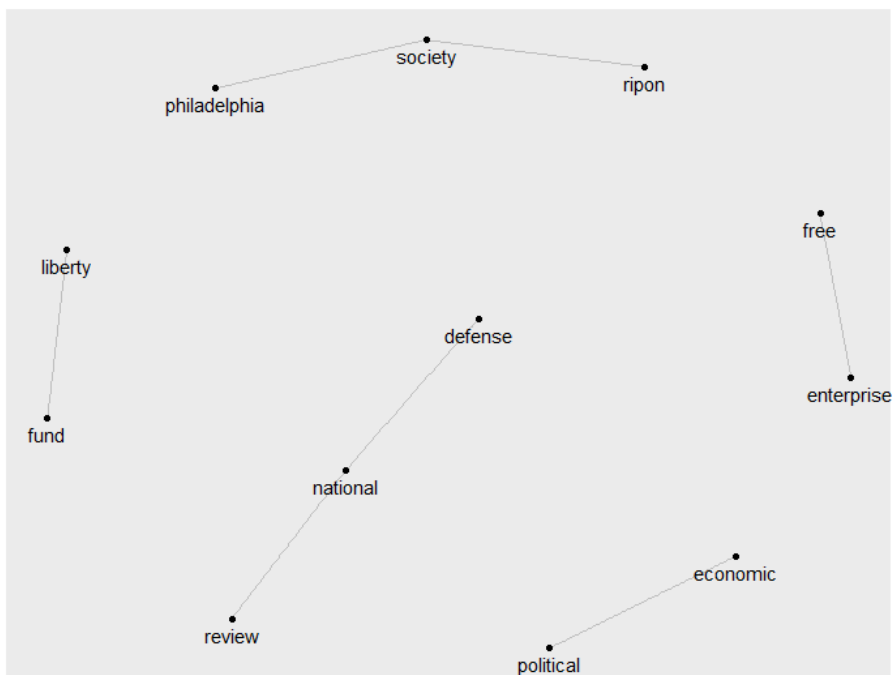 society
ripon
philadelphia
free
liberty
defense
enterprise
fund
national
economic
review
political